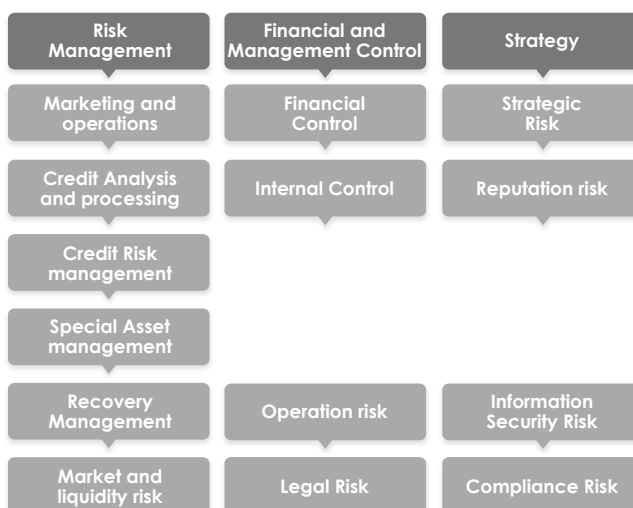 Risk
Management
Financial and
Management Control
Strategy
Marketing and
operations
Financial
Control
Strategic
Risk
Credit Analysis
and processing
Internal Control
Reputation risk
Credit Risk
management
Special Asset
management
Recovery
Management
Operation risk
Information
Security Risk
Market and
liquidity risk
Legal Risk
Compliance Risk